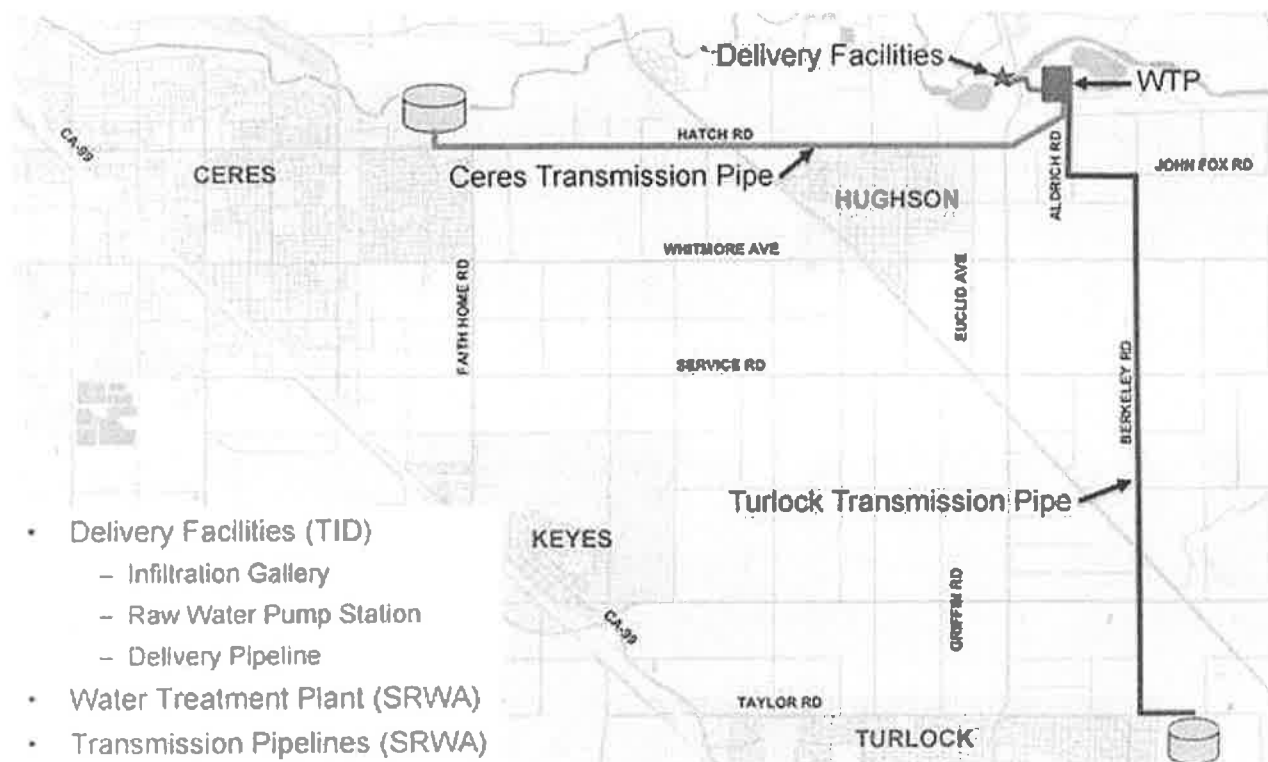 Delivery Facilities
WTP
CA-99
HATCH RD
CERES
Ceres Transmission Pipe
HUGHSON
ALDRICH RD
JOHN FOX RD
WHITMORE AVE
FAITH HOME RD
EUCLID AVE
SERVICE RD
BERKELEY RD
Turlock Transmission Pipe
• Delivery Facilities (TID)
– Infiltration Gallery
– Raw Water Pump Station
– Delivery Pipeline
• Water Treatment Plant (SRWA)
• Transmission Pipelines (SRWA)
KEYES
CA-99
GRIFFIN RD
TAYLOR RD
TURLOCK